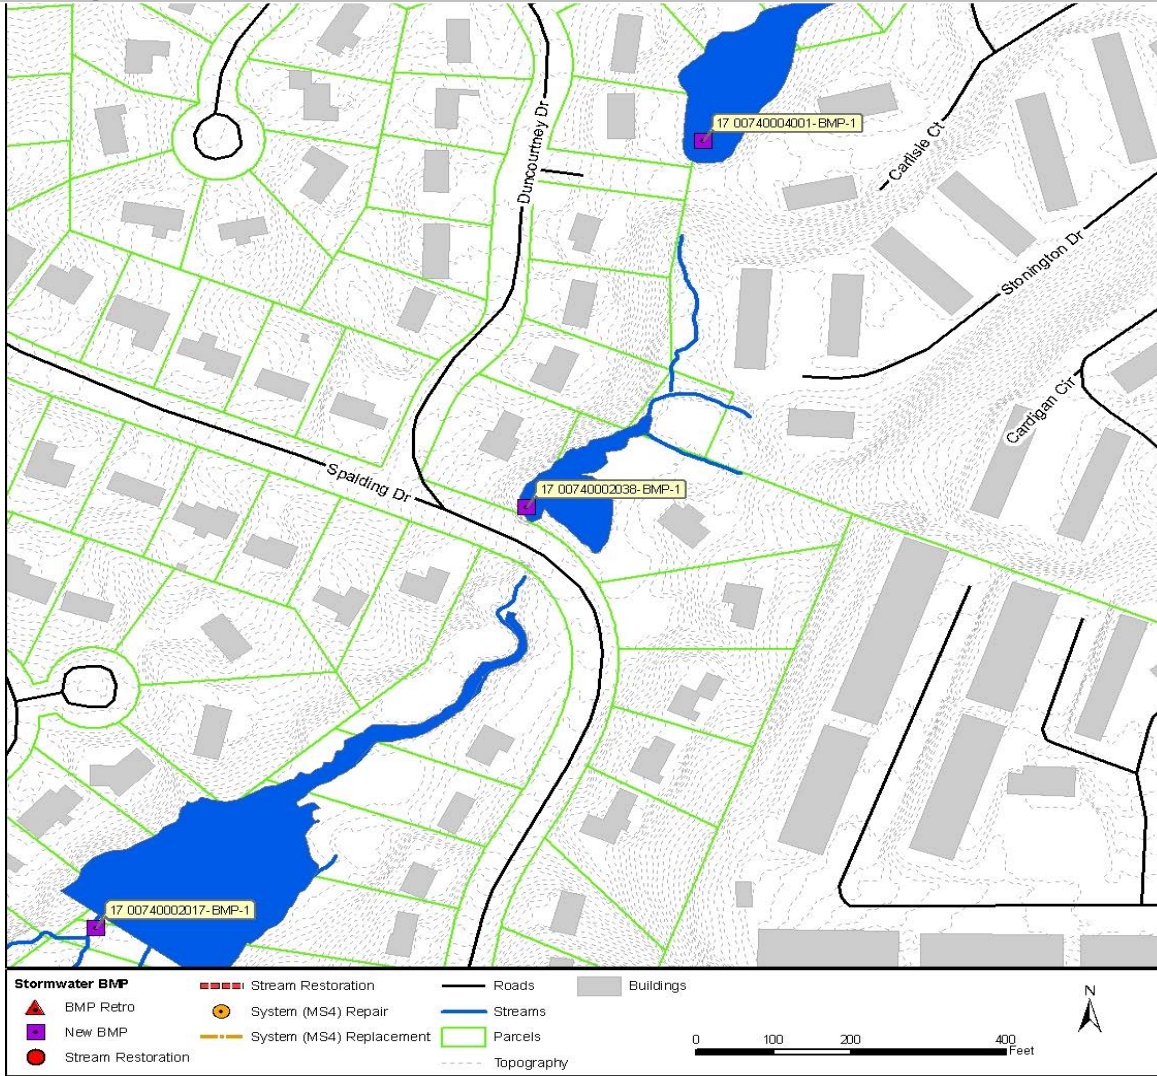 17 00740004001-BMP-1
Carlisle Ct
Duncourtney Dr
Stonington Dr
Cardigan Cir
Spalding Dr
17 00740002038-BMP-1
17 00740002017-BMP-1
Stormwater BMP
BMP Retro
New BMP
Stream Restoration
Stream Restoration
System (MS4) Repair
System (MS4) Replacement
Roads
Streams
Parcels
Topography
Buildings
N
0 100 200 400
Feet